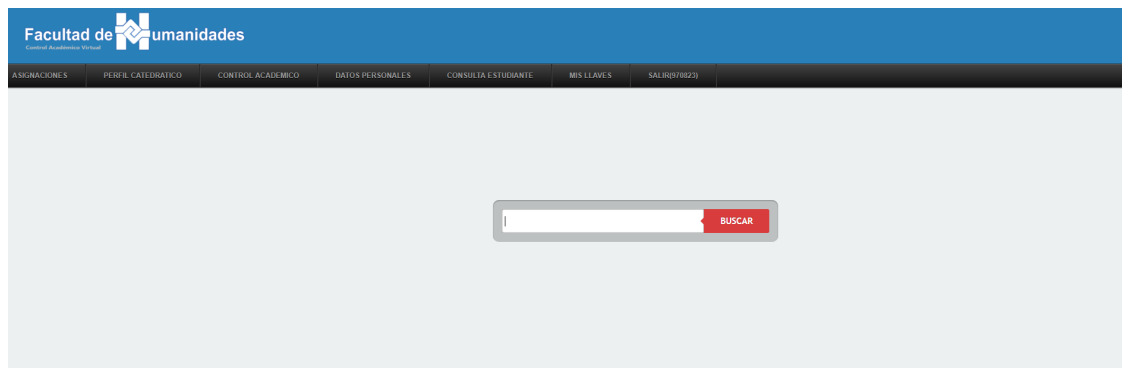 Facultad de Humanidades
Control Académico Virtual
ASIGNACIONES PERFIL CATEDRATICO CONTROL ACADEMICO DATOS PERSONALES CONSULTA ESTUDIANTE MIS LLAVES SALIR(970823)
BUSCAR